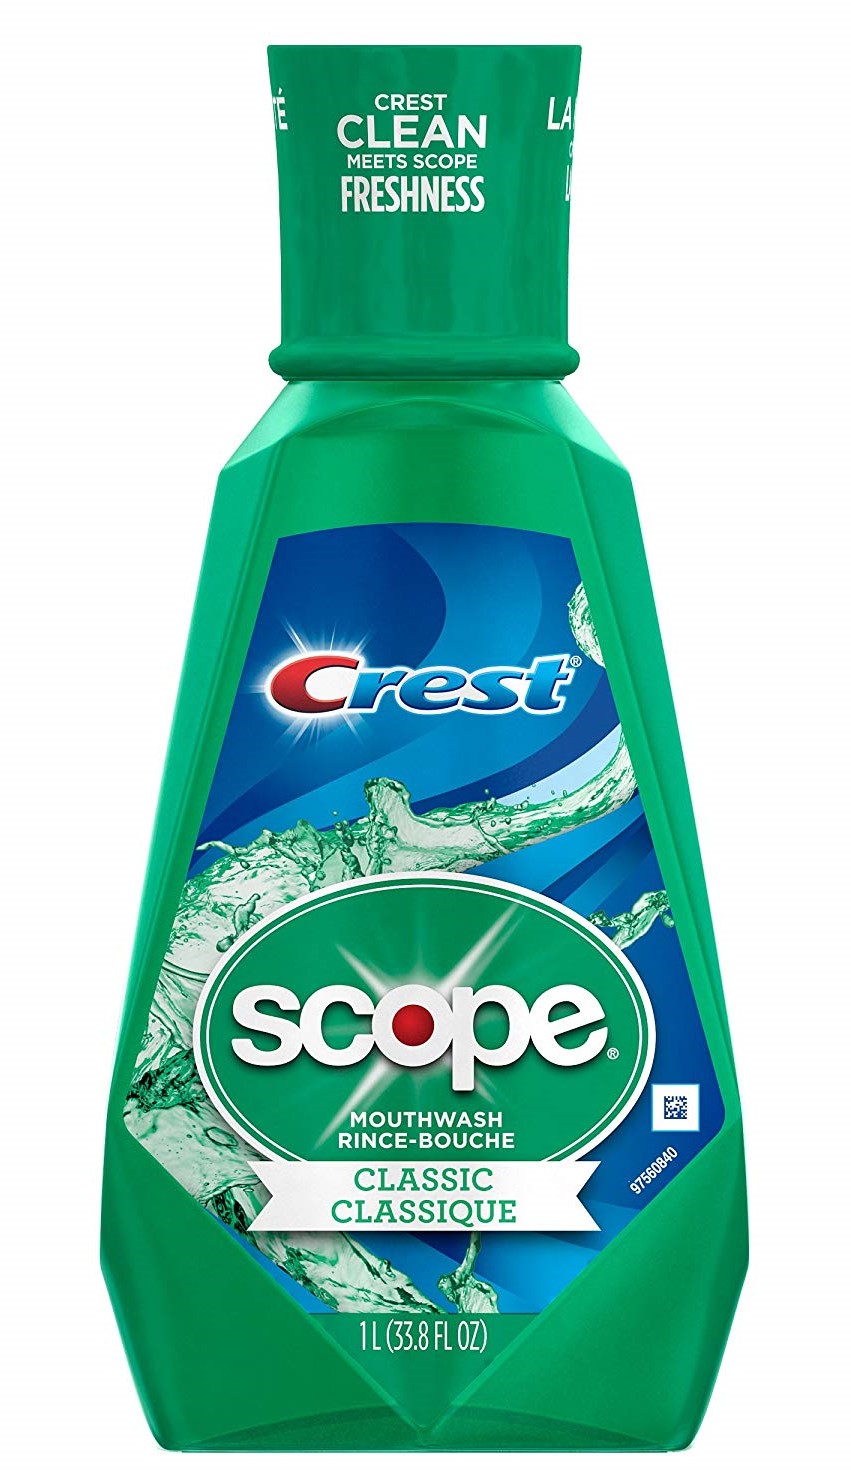 CREST
CLEAN
MEETS SCOPE
FRESHNESS
Crest®
scope®
MOUTHWASH
RINCE-BOUCHE
CLASSIC
CLASSIQUE
97560840
1 L (33.8 FL OZ)